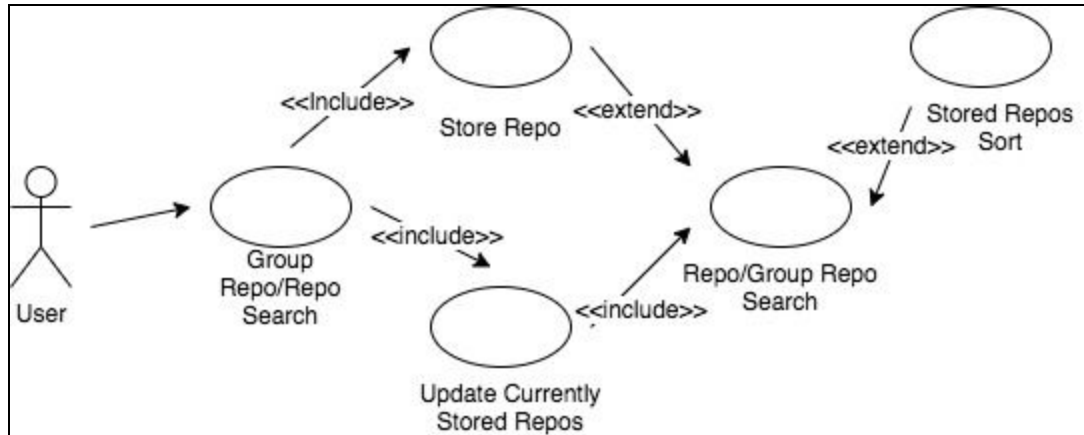 <<Include>>
Store Repo
<<extend>>
Stored Repos
Sort
<<extend>>
User
Group
Repo/Repo
Search
<<include>>
Update Currently
Stored Repos
<<include>>
Repo/Group Repo
Search